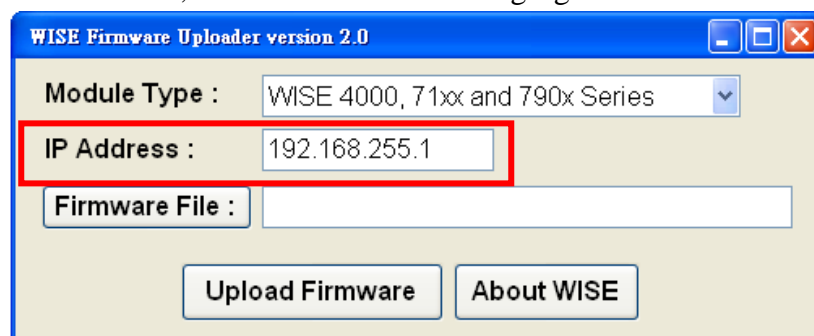 WISE Firmware Uploader version 2.0
Module Type : WISE 4000, 71xx and 790x Series
IP Address : 192.168.255.1
Firmware File :
Upload Firmware About WISE